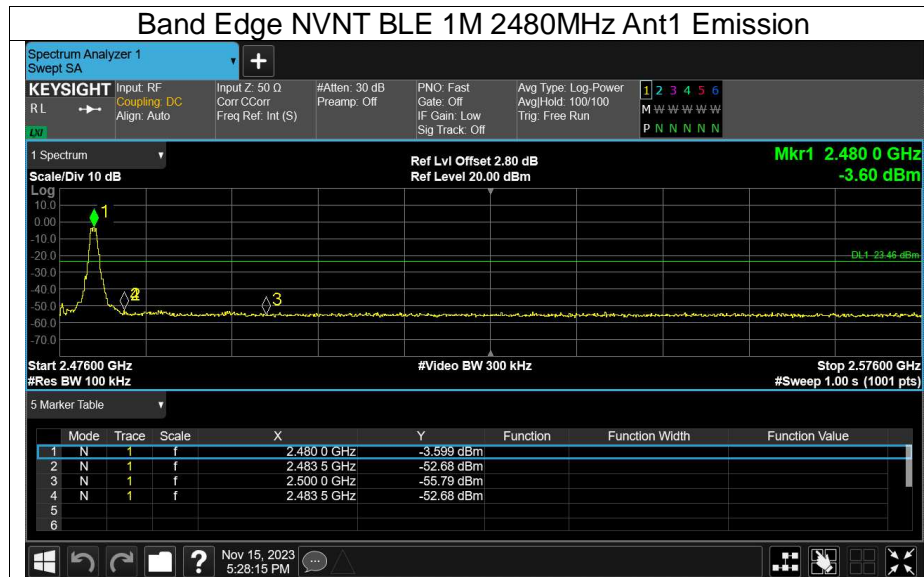 Band Edge NVNT BLE 1M 2480MHz Ant1 Emission
Spectrum Analyzer 1
Swept SA
+
KEYSIGHT Input: RF Input Z: 50 Ω #Atten: 30 dB PNO: Fast Avg Type: Log-Power 1 2 3 4 5 6
R L Coupling: DC Corr CCorr Preamp: Off Gate: Off Avg|Hold: 100/100 M W W W W W
Align: Auto Freq Ref: Int (S) IF Gain: Low Trig: Free Run
LXI Sig Track: Off P N N N N N
1 Spectrum Ref Lvl Offset 2.80 dB Mkr1 2.480 0 GHz
Scale/Div 10 dB Ref Level 20.00 dBm -3.60 dBm
Log
10.0
0.00
-10.0
-20.0
-30.0
-40.0
-50.0
-60.0
-70.0
1
2
3
DL1 -23.46 dBm
Start 2.47600 GHz #Video BW 300 kHz Stop 2.57600 GHz
#Res BW 100 kHz #Sweep 1.00 s (1001 pts)
5 Marker Table
Mode Trace Scale X Y Function Function Width Function Value
1 N 1 f 2.480 0 GHz -3.599 dBm
2 N 1 f 2.483 5 GHz -52.68 dBm
3 N 1 f 2.500 0 GHz -55.79 dBm
4 N 1 f 2.483 5 GHz -52.68 dBm
5
6
? Nov 15, 2023
5:28:15 PM